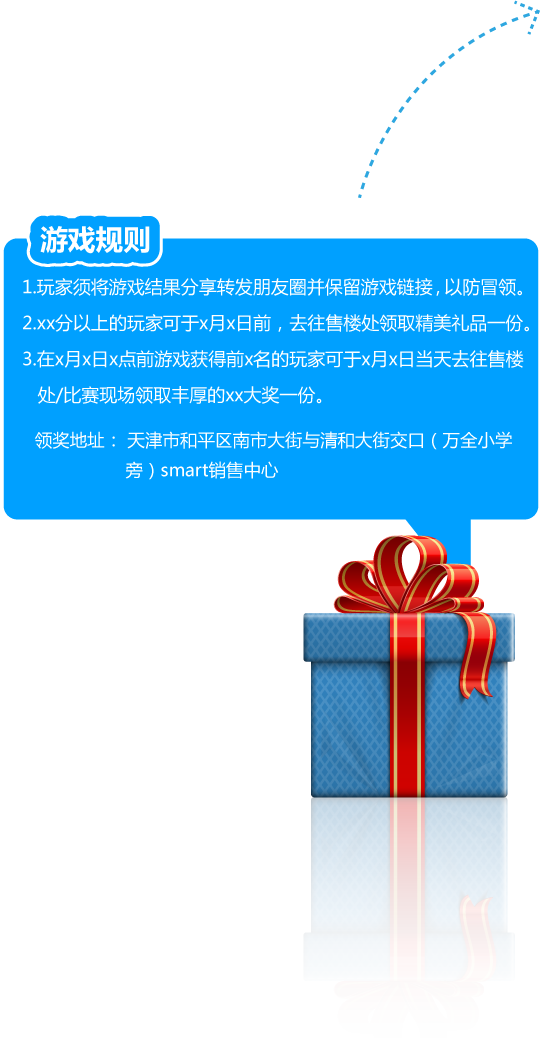 游戏规则
1.玩家须将游戏结果分享转发朋友圈并保留游戏链接，以防冒领。
2.xx分以上的玩家可于x月x日前，去往售楼处领取精美礼品一份。
3.在x月x日x点前游戏获得前x名的玩家可于x月x日当天去往售楼
处/比赛现场领取丰厚的xx大奖一份。
领奖地址： 天津市和平区南市大街与清和大街交口（万全小学
旁）smart销售中心